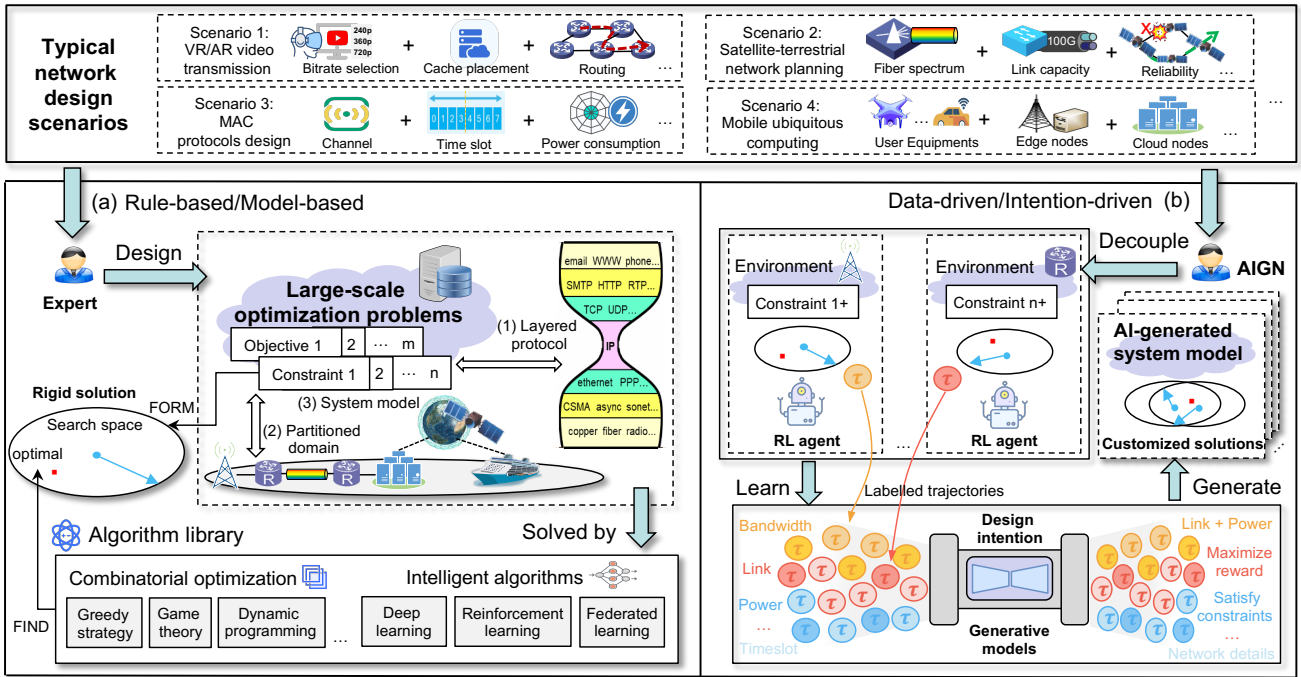 Typical
network
design
scenarios
Scenario 1:
VR/AR video
transmission
240p
360p
720p
Bitrate selection
+
Cache placement
+
Routing
...
Scenario 2:
Satellite-terrestrial
network planning
Fiber spectrum
+
100G
Link capacity
+
X
Reliability
...
Scenario 3:
MAC
protocols design
Channel
+
0 1 2 3 4 5 6 7
Time slot
+
Power consumption
...
Scenario 4:
Mobile ubiquitous
computing
...
User Equipments
+
Edge nodes
+
Cloud nodes
...
...
(a) Rule-based/Model-based
Expert
Design
Large-scale
optimization problems
Objective 1 2 ... m
Constraint 1 2 ... n
(1) Layered
protocol
email WWW phone...
SMTP HTTP RTP...
TCP UDP...
IP
ethernet PPP...
CSMA async sonet...
copper fiber radio...
(3) System model
(2) Partitioned
domain
R
R
Rigid solution
FORM
Search space
optimal
Solved by
Algorithm library
FIND
Combinatorial optimization
Greedy
strategy
Game
theory
Dynamic
programming
...
Intelligent algorithms
Deep
learning
Reinforcement
learning
Federated
learning
Data-driven/Intention-driven (b)
Decouple
AIGN
Environment
Constraint 1+
τ
RL agent
...
Environment
R
Constraint n+
τ
RL agent
AI-generated
system model
Customized solutions
...
Learn
Labelled trajectories
Generate
Bandwidth
Link
Power
...
Timeslot
τ τ τ τ
τ τ τ τ τ
τ τ τ τ
τ τ τ τ
Design
intention
Generative
models
τ τ τ τ
τ τ τ τ τ
τ τ τ τ
τ τ τ τ
Link + Power
Maximize
reward
Satisfy
constraints
...
Network details